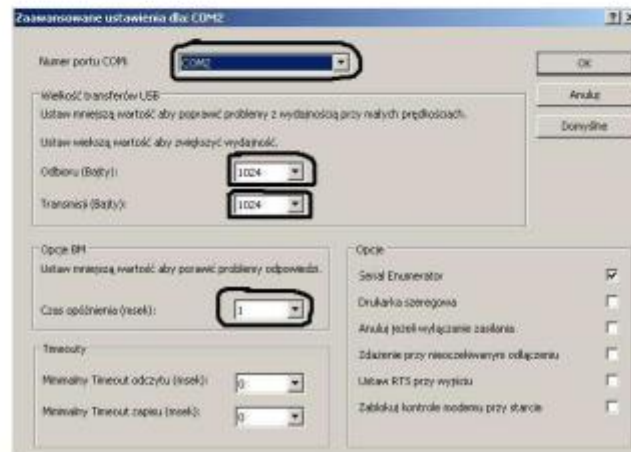 Zaawansowane ustawienia dla: COM2
Numer portu COM:
COM2
OK
Anuluj
Domyślne
Wielkość transferów USB
Ustaw mniejszą wartość aby poprawić problemy z wydajnością przy małych prędkościach.
Ustaw wiekszą wartość aby zwiększyć wydajność.
Odbioru (Bajty):
1024
Transmisji (Bajty):
1024
Opcje BM
Ustaw mniejszą wartość aby porawić problemy odpowiedzi.
Czas opóźnienia (msek):
1
Timeouty
Minimalny Timeout odczytu (msek):
0
Minimalny Timeout zapisu (msek):
0
Opcje
Serial Enumerator
Drukarka szeregowa
Anuluj jeżeli wyłączanie zasilania
Zdażenie przy nieoczekiwanym odłączeniu
Ustaw RTS przy wyjściu
Zablokuj kontrole modemu przy starcie